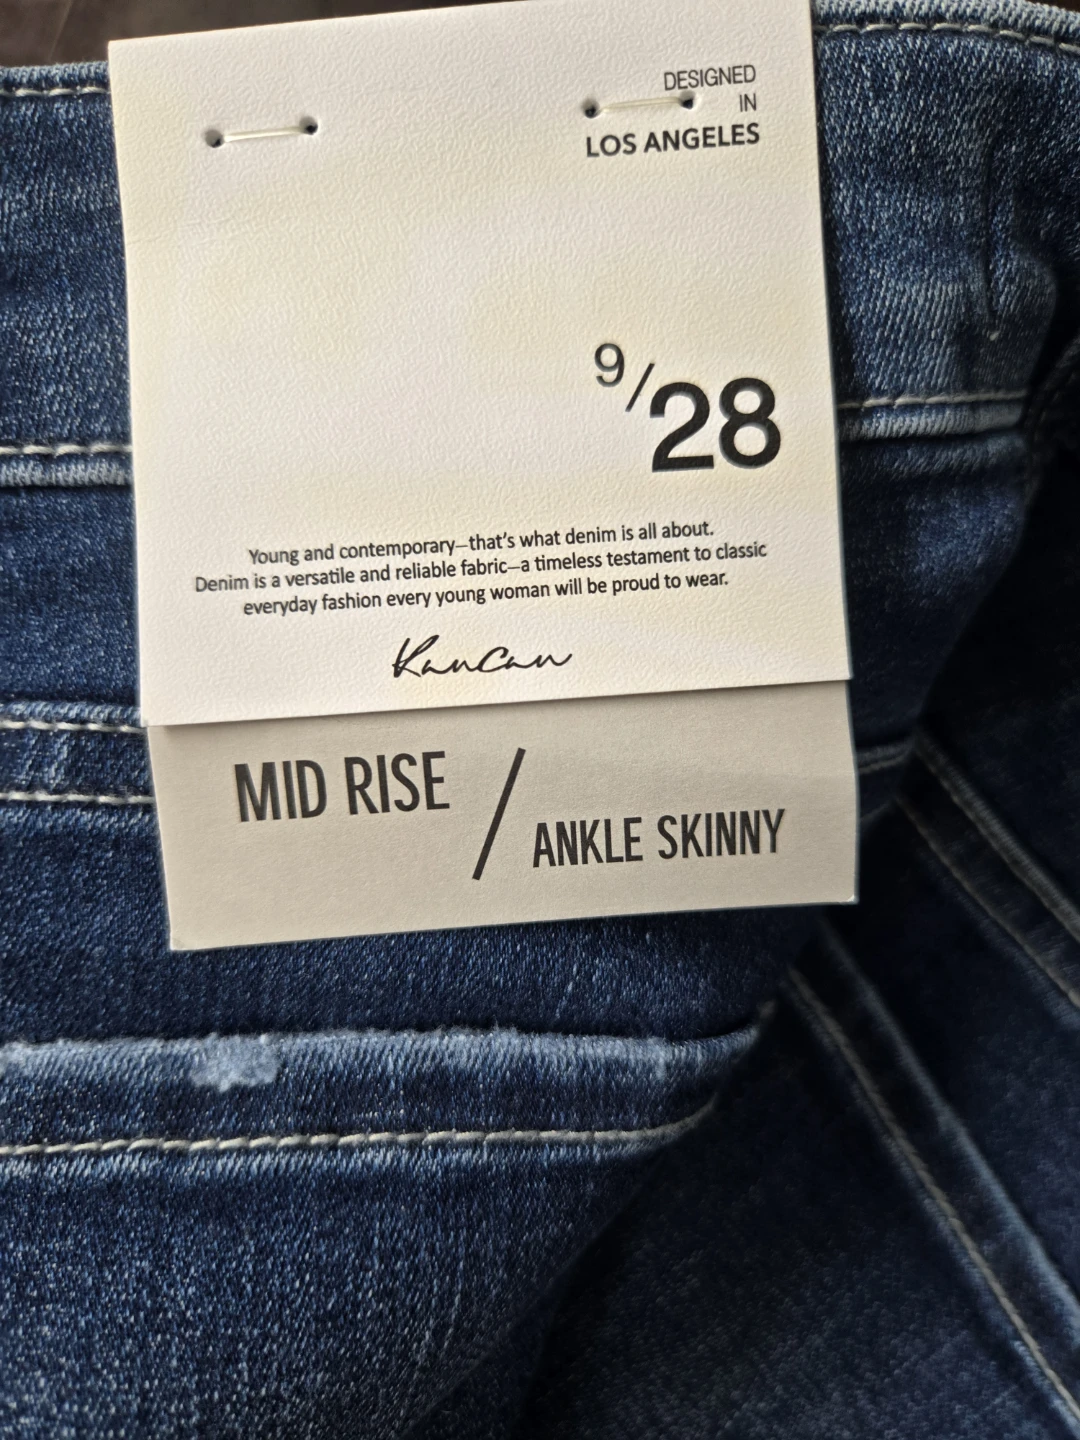 DESIGNED
IN
LOS ANGELES
9/28
Young and contemporary—that's what denim is all about.
Denim is a versatile and reliable fabric—a timeless testament to classic
everyday fashion every young woman will be proud to wear.
KanCan
MID RISE / ANKLE SKINNY